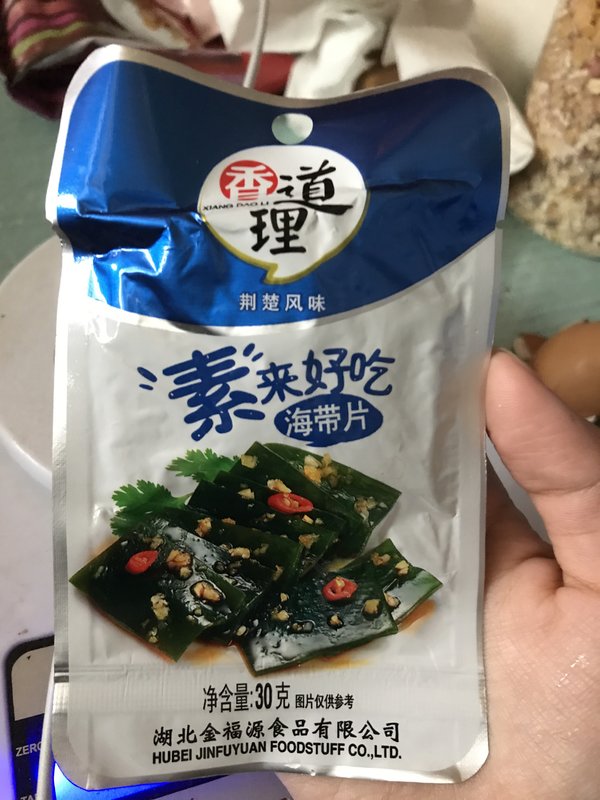 香道理
XIANG DAO LI
荆楚风味
"素"来好吃
海带片
净含量:30克 图片仅供参考
湖北金福源食品有限公司
HUBEI JINFUYUAN FOODSTUFF CO.,LTD.
ZERO